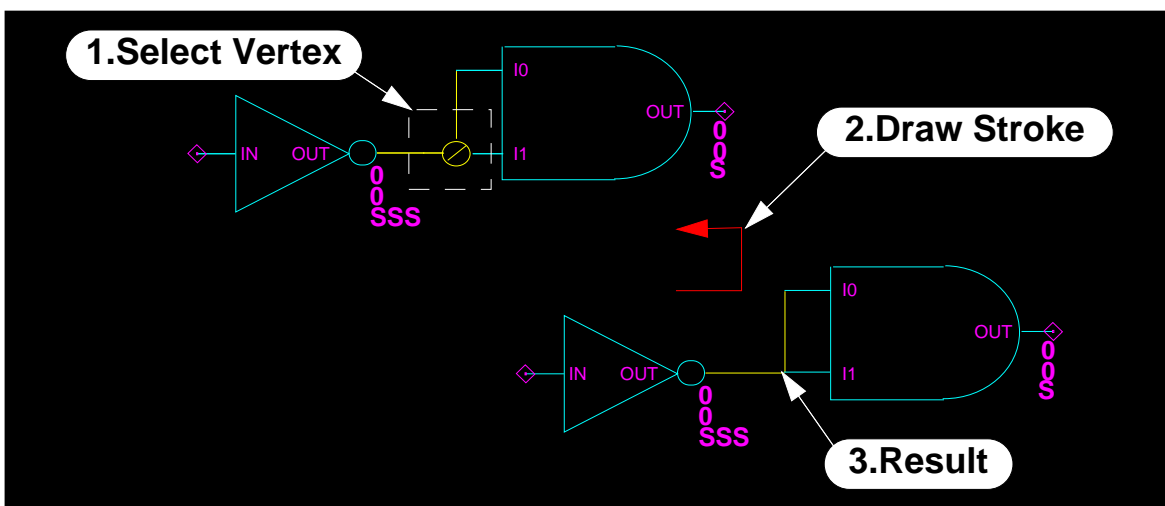 1.Select Vertex
I0
OUT
2.Draw Stroke
IN
OUT
I1
0
0
S
0
0
SSS
I0
OUT
IN
OUT
I1
0
0
S
0
0
SSS
3.Result